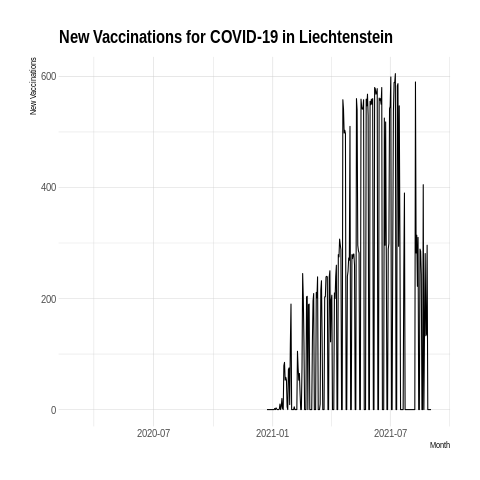 New Vaccinations for COVID-19 in Liechtenstein
New Vaccinations
600
400
200
0
2020-07
2021-01
2021-07
Month